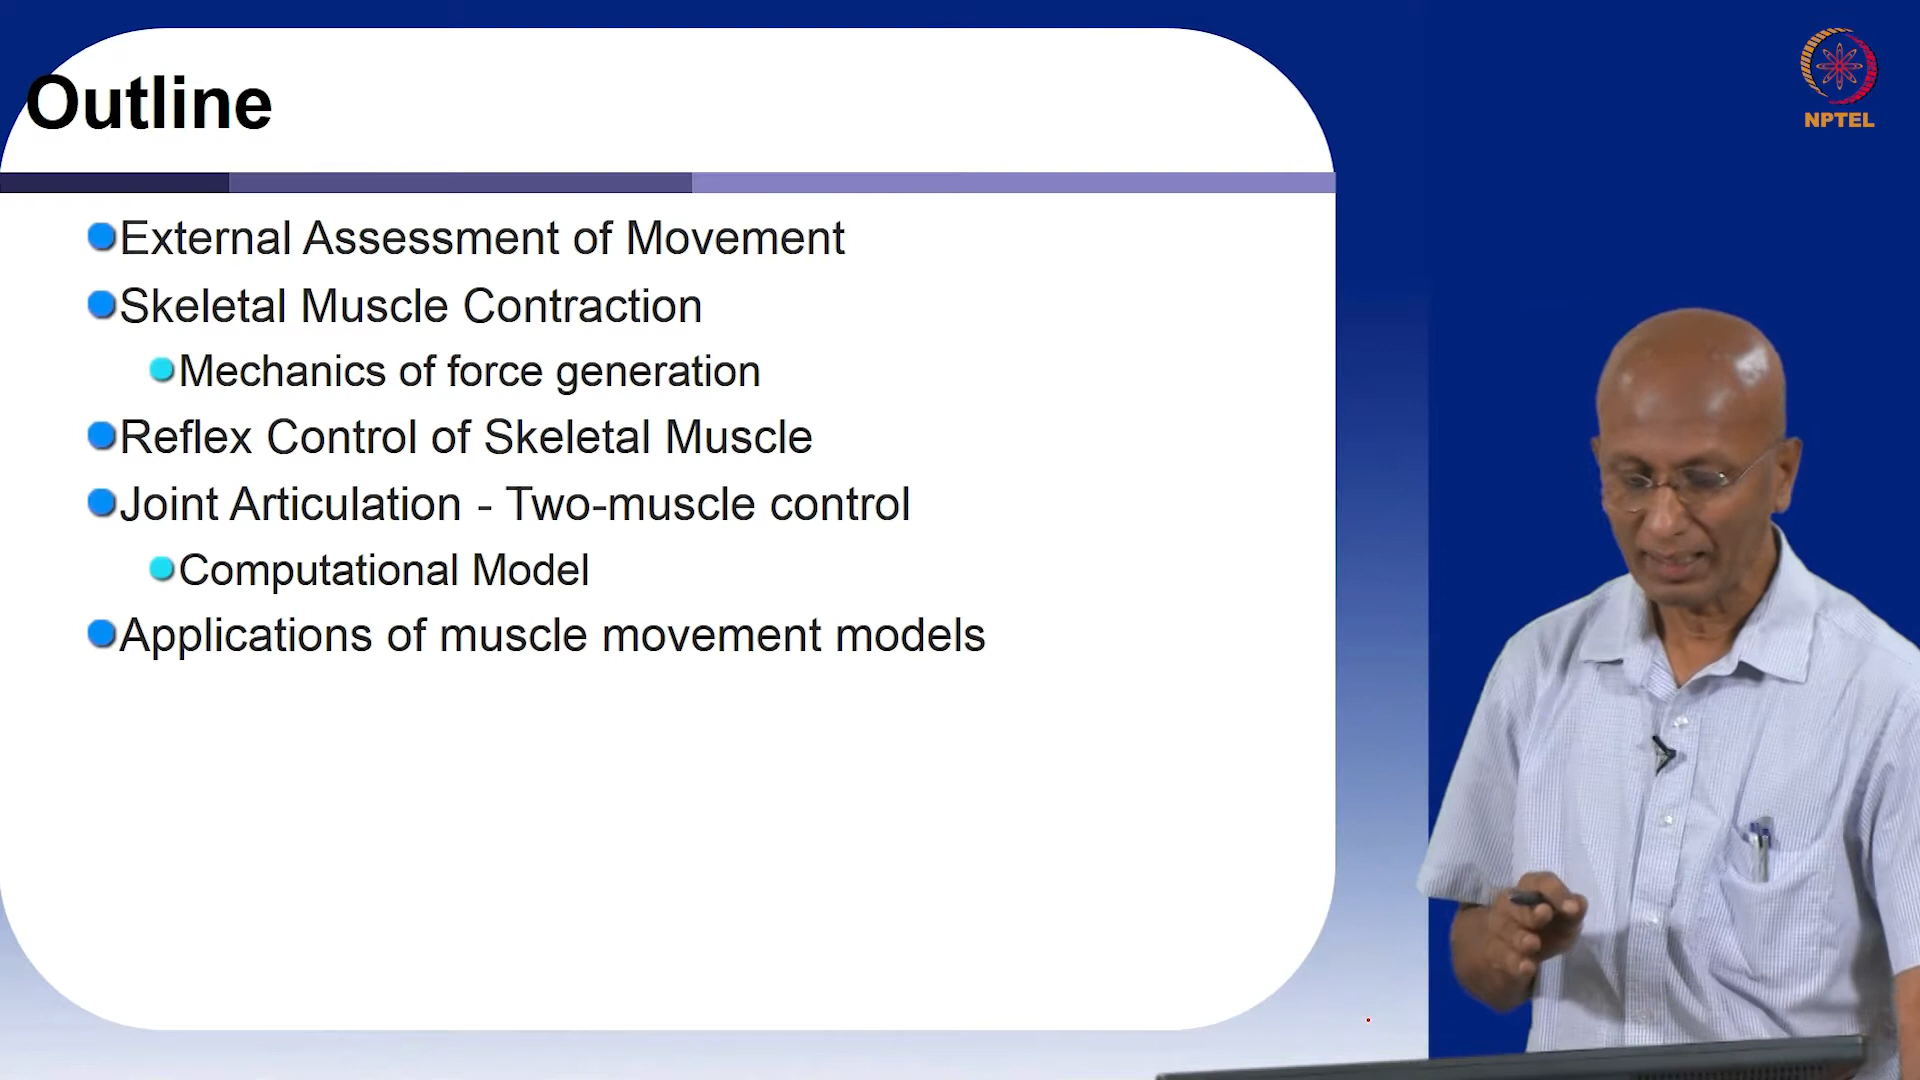 Outline
External Assessment of Movement
Skeletal Muscle Contraction
Mechanics of force generation
Reflex Control of Skeletal Muscle
Joint Articulation - Two-muscle control
Computational Model
Applications of muscle movement models
NPTEL